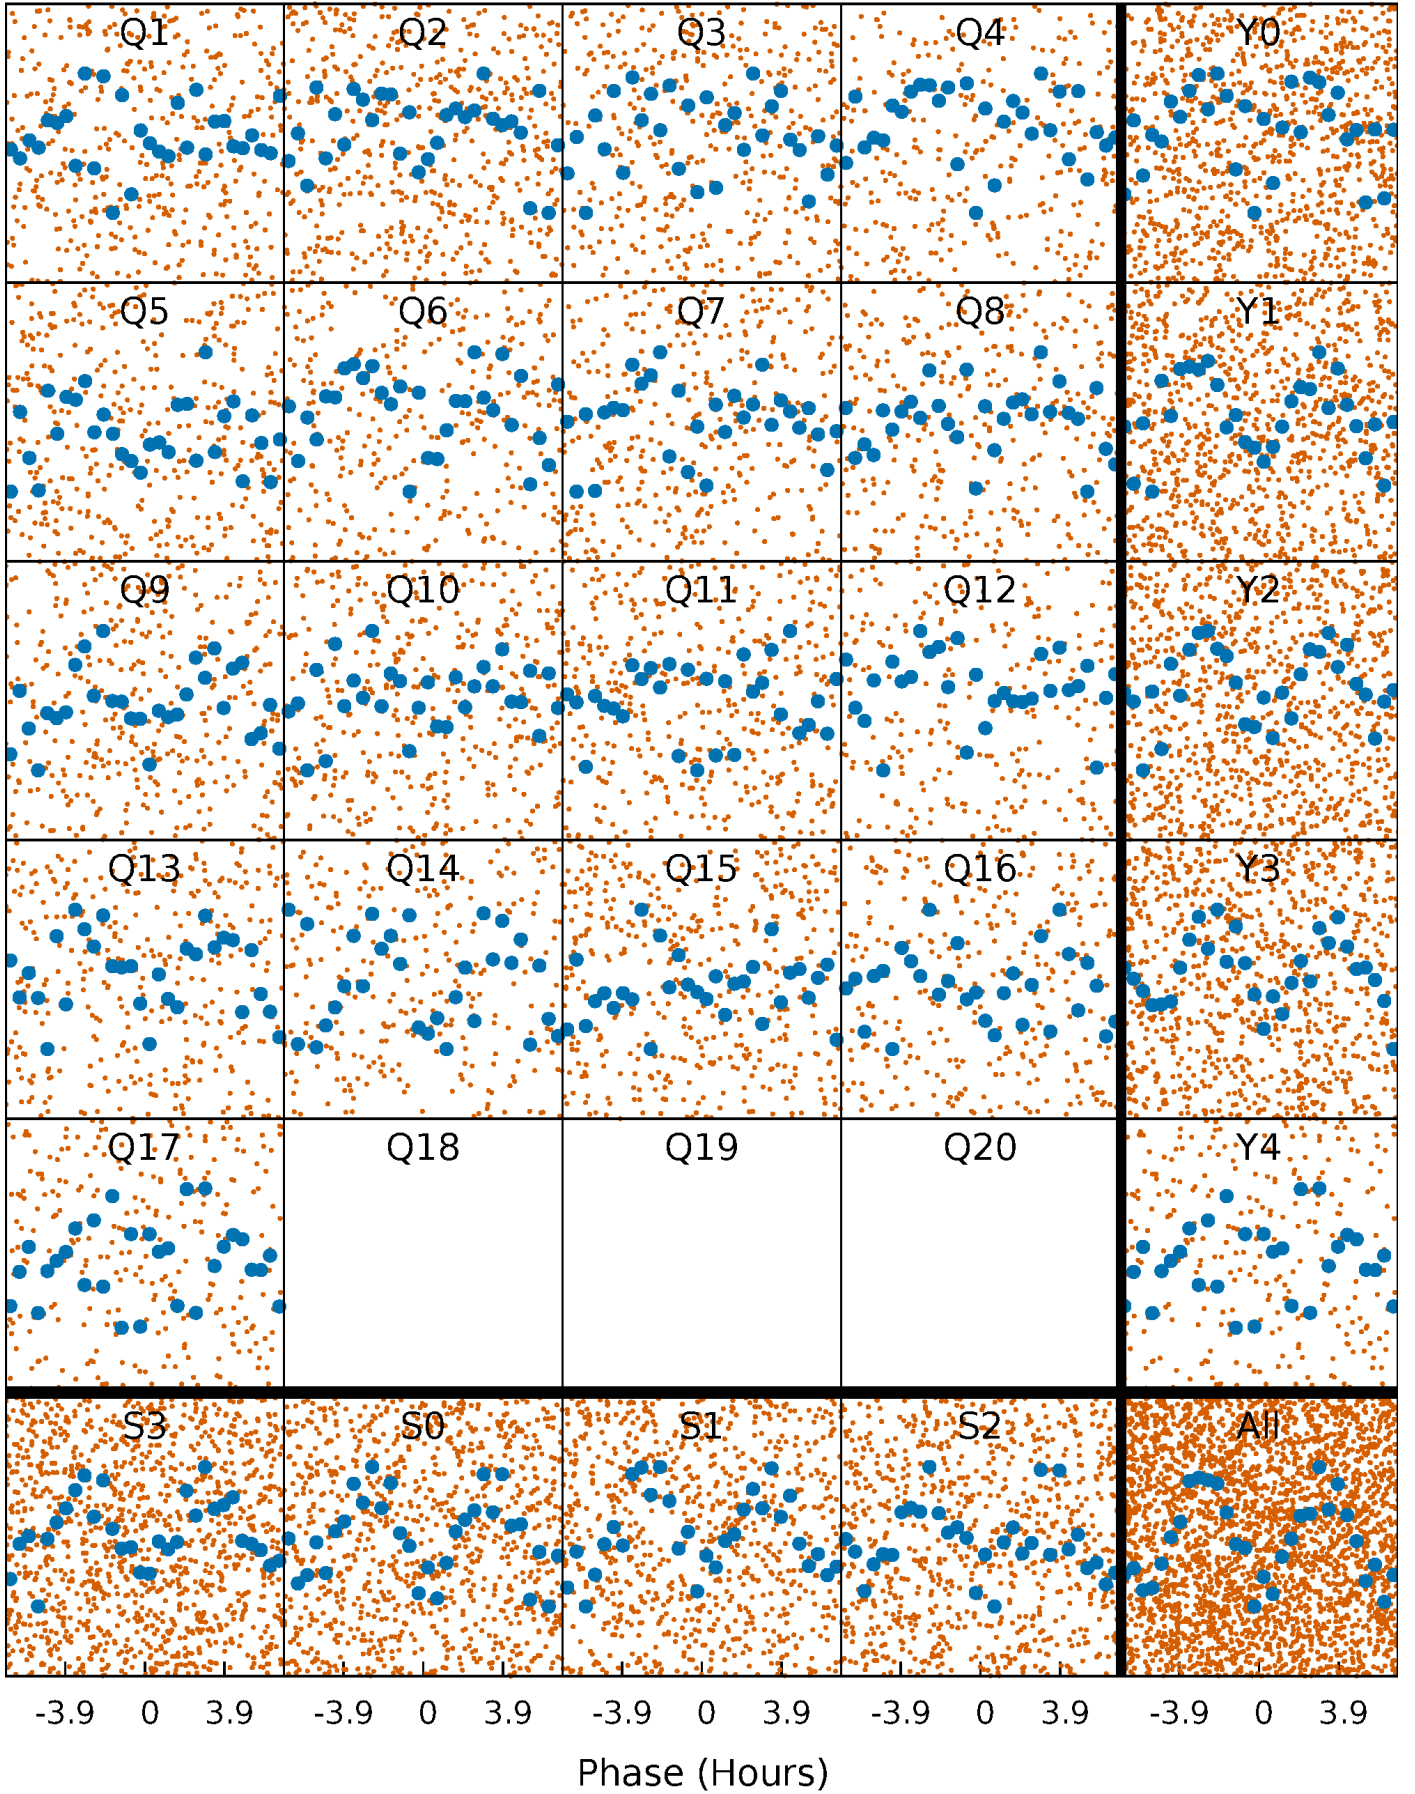 Q1 Q2 Q3 Q4 Y0
Q5 Q6 Q7 Q8 Y1
Q9 Q10 Q11 Q12 Y2
Q13 Q14 Q15 Q16 Y3
Q17 Q18 Q19 Q20 Y4
S3 S0 S1 S2 All
-3.9 0 3.9 -3.9 0 3.9 -3.9 0 3.9 -3.9 0 3.9 -3.9 0 3.9
Phase (Hours)